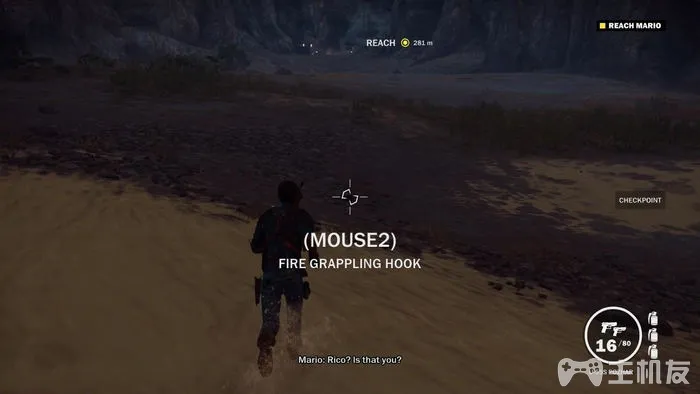 REACH MARIO
REACH 281 m
CHECKPOINT
(MOUSE2)
FIRE GRAPPLING HOOK
16/80
Mario: Rico? Is that you?
主机友